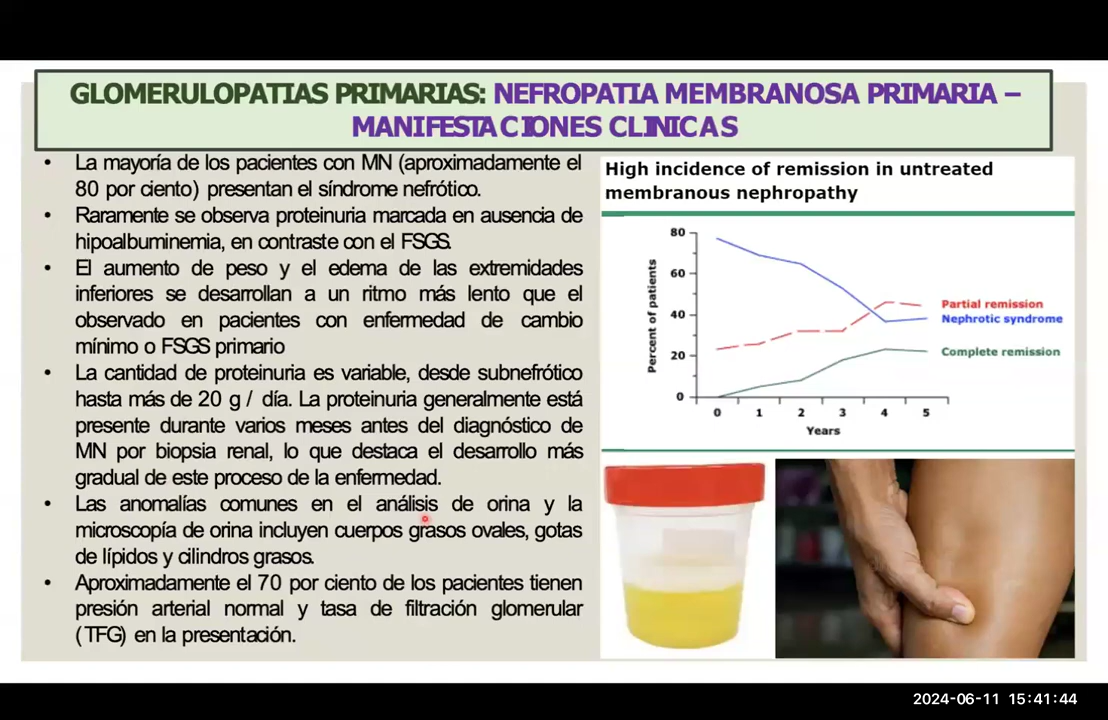 GLOMERULOPATIAS PRIMARIAS: NEFROPATIA MEMBRANOSA PRIMARIA –
MANIFESTACIONES CLINICAS
• La mayoría de los pacientes con MN (aproximadamente el
80 por ciento) presentan el síndrome nefrótico.
• Raramente se observa proteinuria marcada en ausencia de
hipoalbuminemia, en contraste con el FSGS.
• El aumento de peso y el edema de las extremidades
inferiores se desarrollan a un ritmo más lento que el
observado en pacientes con enfermedad de cambio
mínimo o FSGS primario
• La cantidad de proteinuria es variable, desde subnefrótico
hasta más de 20 g / día. La proteinuria generalmente está
presente durante varios meses antes del diagnóstico de
MN por biopsia renal, lo que destaca el desarrollo más
gradual de este proceso de la enfermedad.
• Las anomalías comunes en el análisis de orina y la
microscopía de orina incluyen cuerpos grasos ovales, gotas
de lípidos y cilindros grasos.
• Aproximadamente el 70 por ciento de los pacientes tienen
presión arterial normal y tasa de filtración glomerular
(TFG) en la presentación.
High incidence of remission in untreated
membranous nephropathy
80
60
40
20
0
Percent of patients
Partial remission
Nephrotic syndrome
Complete remission
0 1 2 3 4 5
Years
2024-06-11 15:41:44